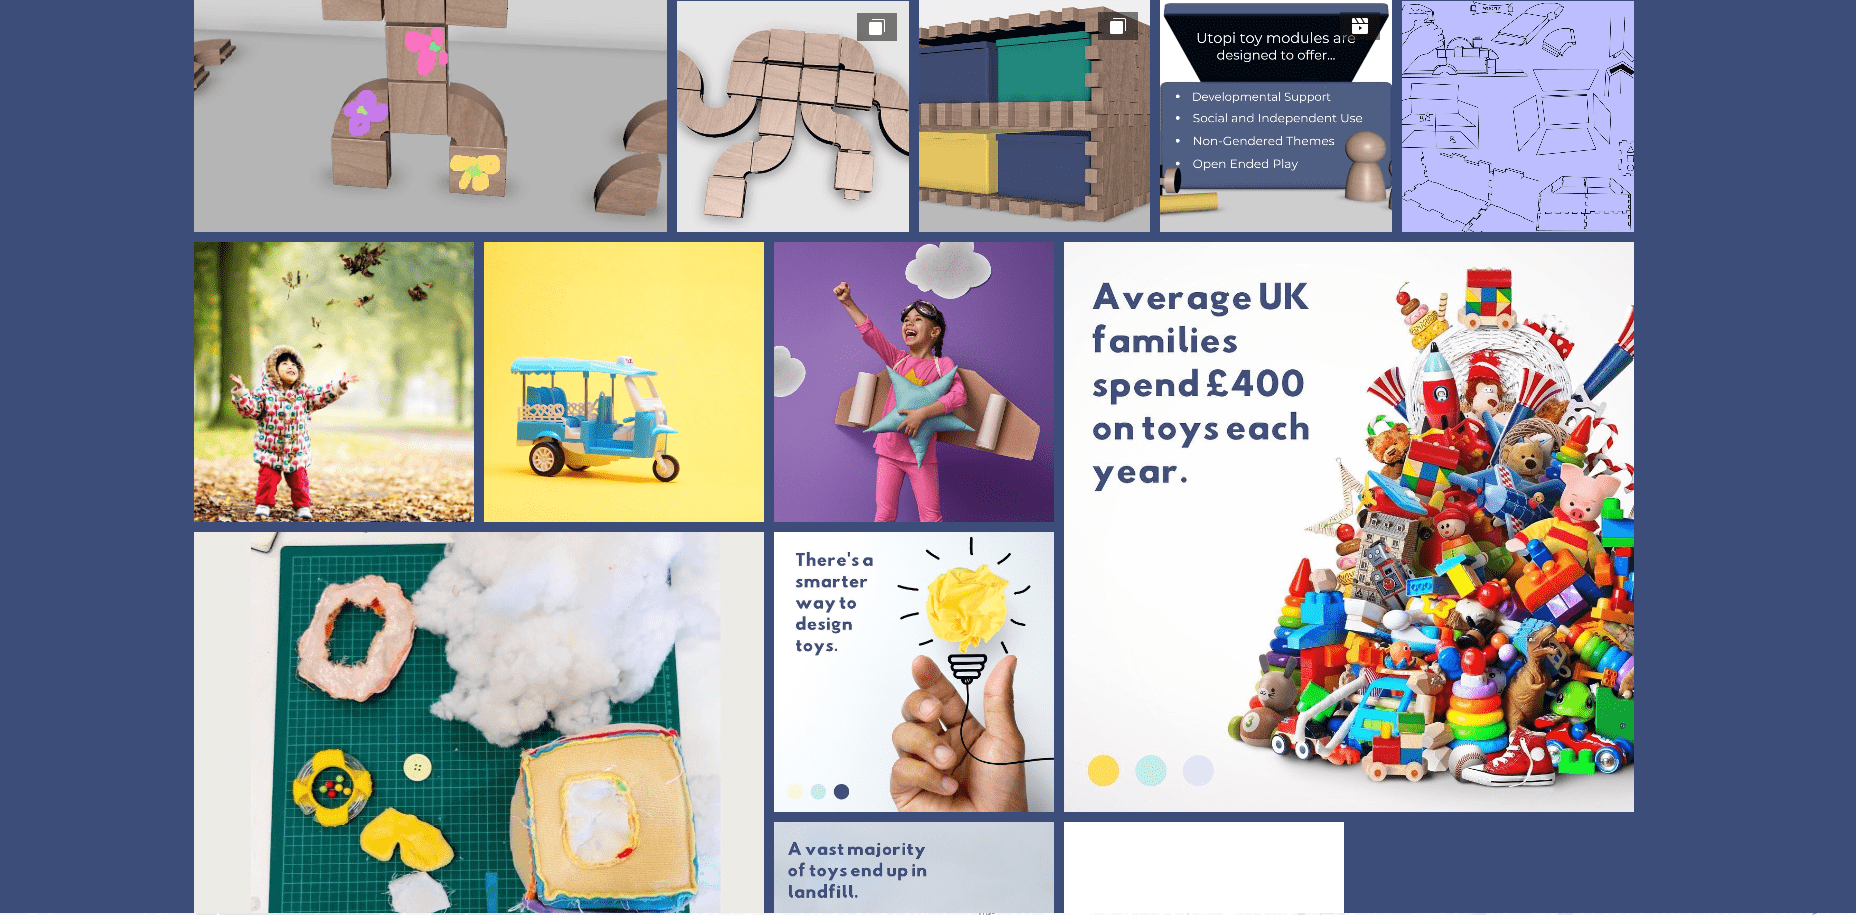 Utopi toy modules are
designed to offer...
• Developmental Support
• Social and Independent Use
• Non-Gendered Themes
• Open Ended Play
Average UK
families
spend £400
on toys each
year.
There's a
smarter
way to
design
toys.
A vast majority
of toys end up in
landfill.